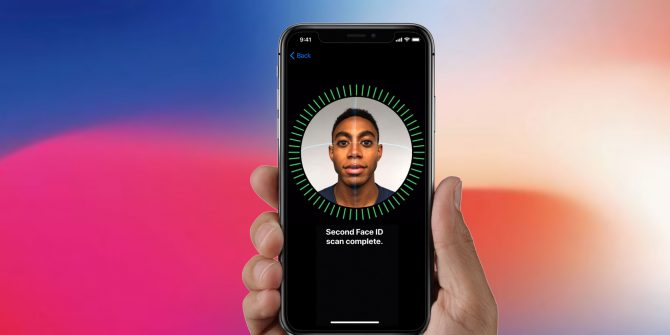 9:41
Back
Second Face ID
scan complete.